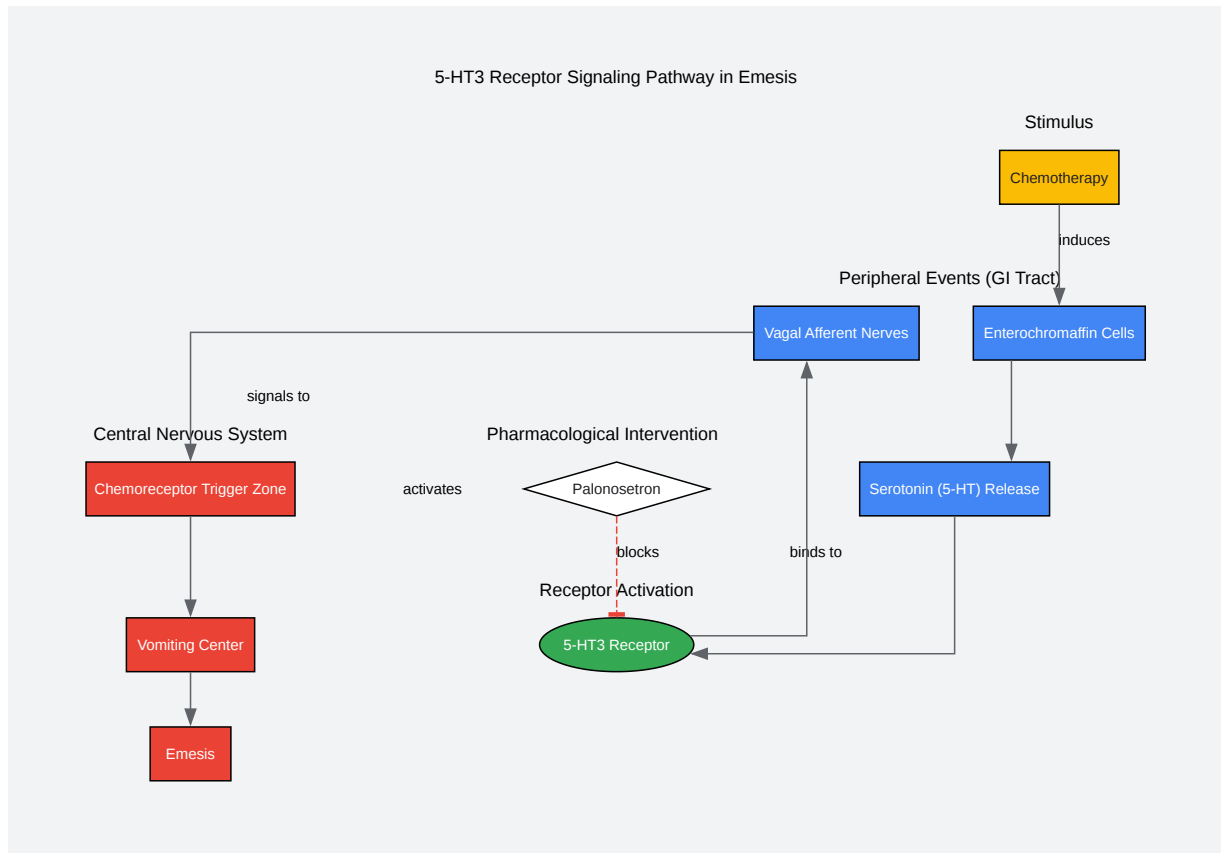 5-HT3 Receptor Signaling Pathway in Emesis
Stimulus
Chemotherapy
induces
Peripheral Events (GI Tract)
Vagal Afferent Nerves
Enterochromaffin Cells
signals to
Central Nervous System
Pharmacological Intervention
Chemoreceptor Trigger Zone
activates
Palonosetron
Serotonin (5-HT) Release
blocks
binds to
Receptor Activation
Vomiting Center
5-HT3 Receptor
Emesis